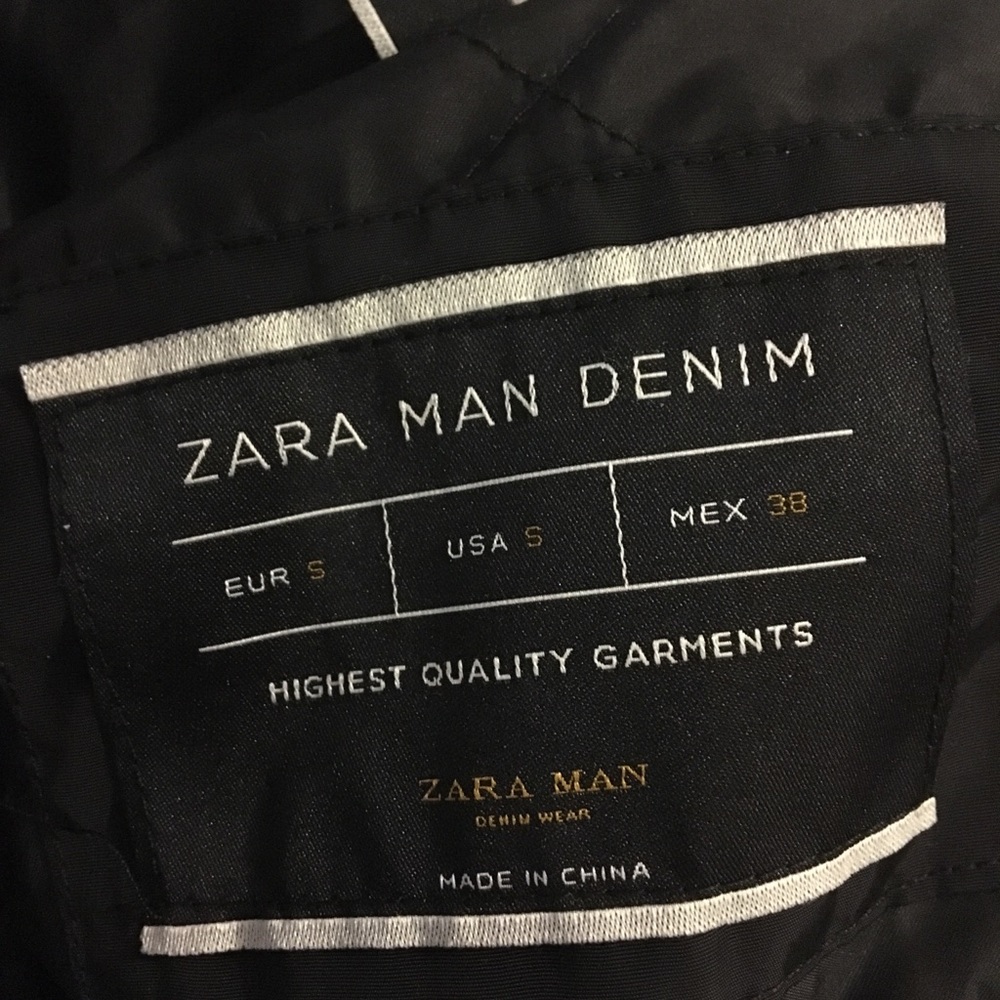 ZARA MAN DENIM
EUR S USA S MEX 38
HIGHEST QUALITY GARMENTS
ZARA MAN
DENIM WEAR
MADE IN CHINA